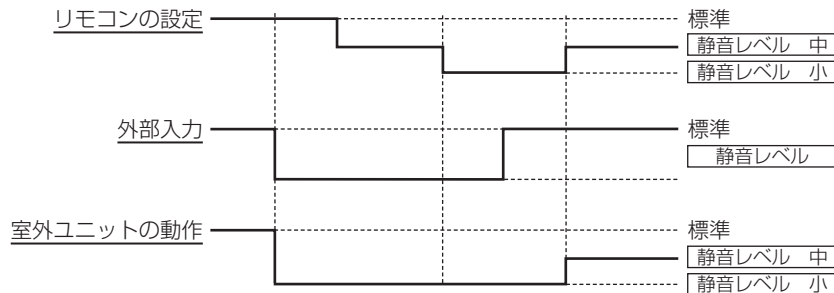 リモコンの設定
標準
静音レベル 中
静音レベル 小
外部入力
標準
静音レベル
室外ユニットの動作
標準
静音レベル 中
静音レベル 小